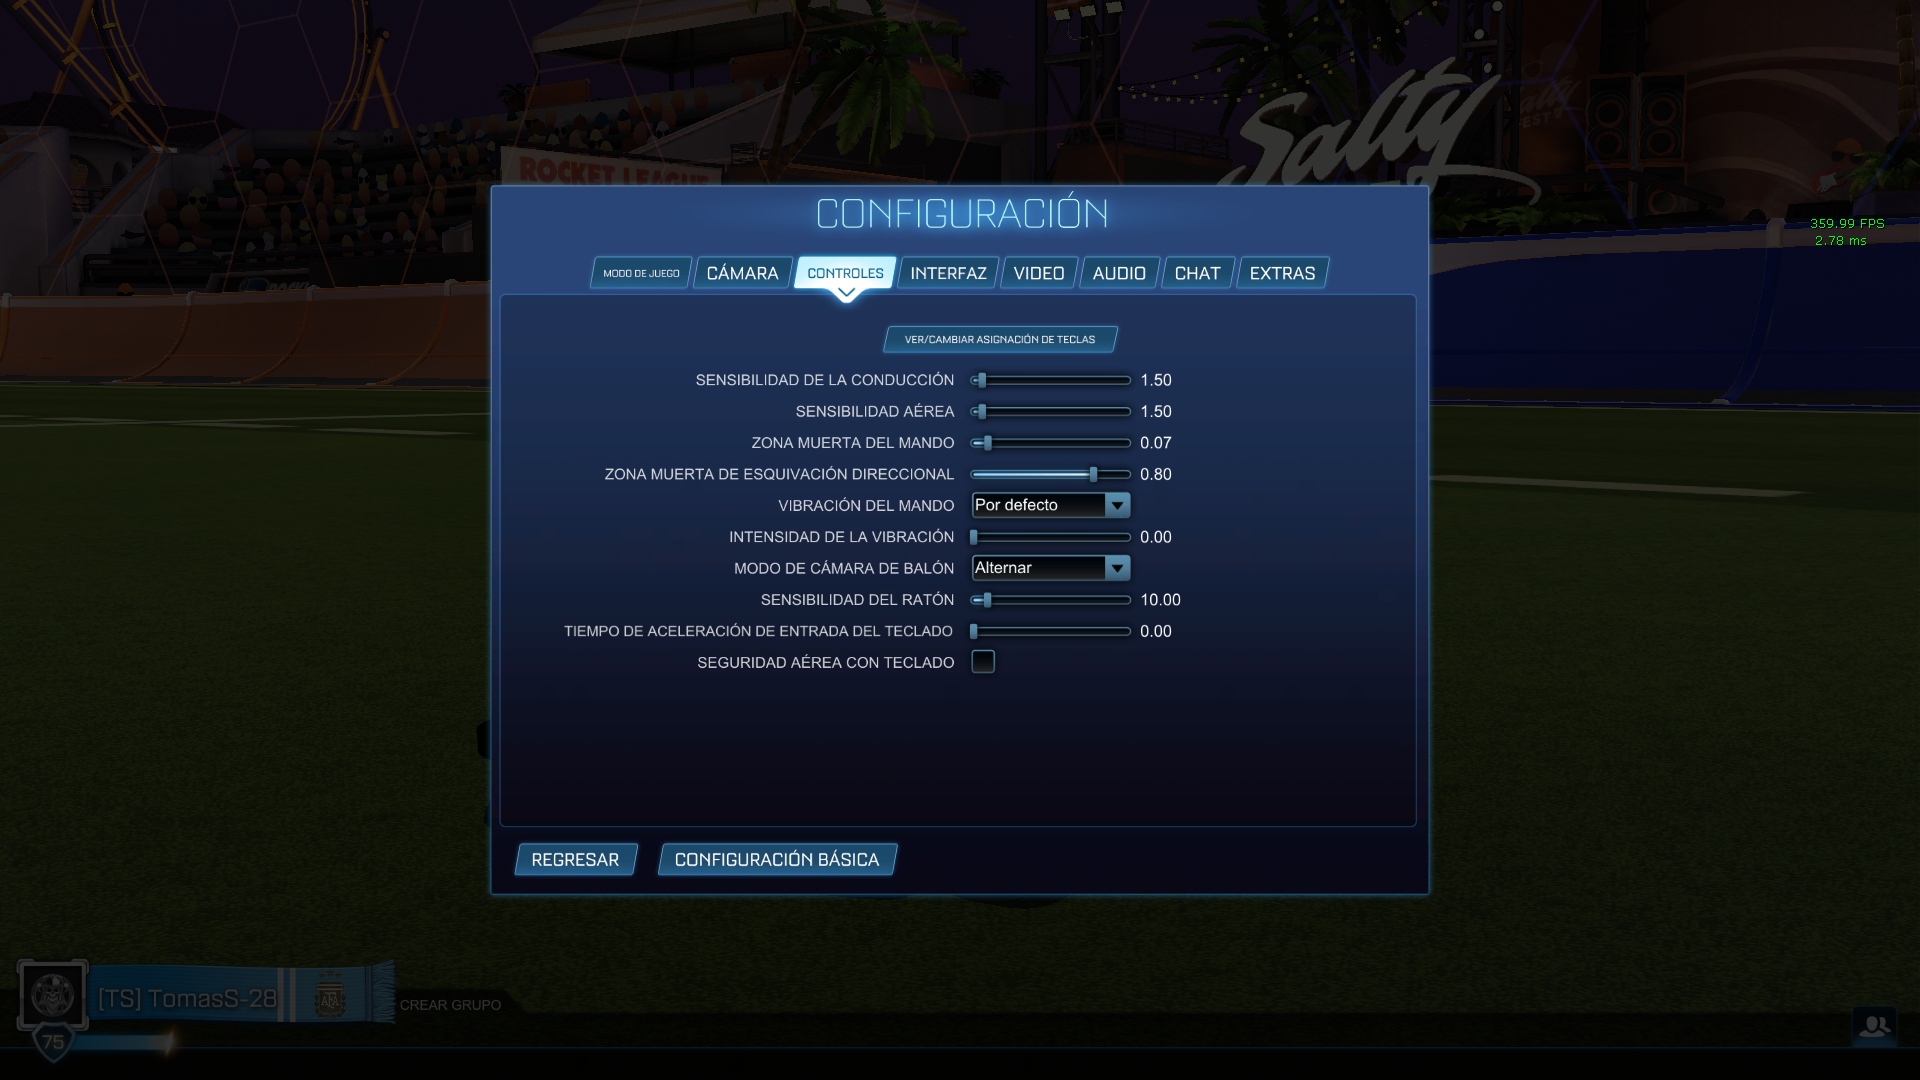 ROCKET LEAGUE
Salty
CONFIGURACIÓN
359.99 FPS
2.78 ms
MODO DE JUEGO CÁMARA CONTROLES INTERFAZ VIDEO AUDIO CHAT EXTRAS
VER/CAMBIAR ASIGNACIÓN DE TECLAS
SENSIBILIDAD DE LA CONDUCCIÓN 1.50
SENSIBILIDAD AÉREA 1.50
ZONA MUERTA DEL MANDO 0.07
ZONA MUERTA DE ESQUIVACIÓN DIRECCIONAL 0.80
VIBRACIÓN DEL MANDO Por defecto
INTENSIDAD DE LA VIBRACIÓN 0.00
MODO DE CÁMARA DE BALÓN Alternar
SENSIBILIDAD DEL RATÓN 10.00
TIEMPO DE ACELERACIÓN DE ENTRADA DEL TECLADO 0.00
SEGURIDAD AÉREA CON TECLADO
REGRESAR CONFIGURACIÓN BÁSICA
[TS] TomasS-28 AFA
CREAR GRUPO
75